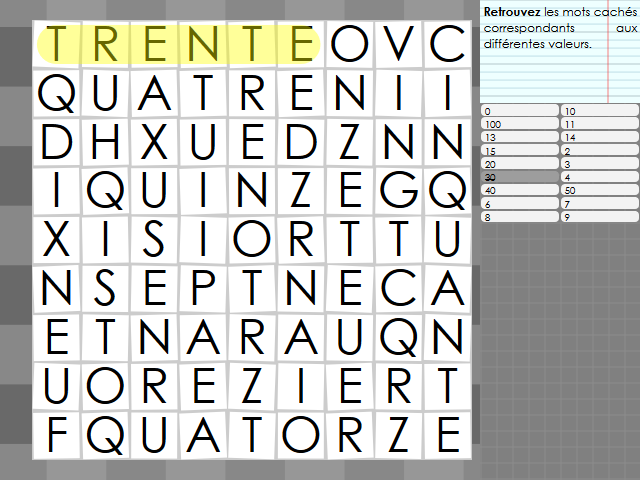 T R E N T E O V C
Q U A T R E N I I
D H X U E D Z N N
I Q U I N Z E G Q
X I S I O R T T U
N S E P T N E C A
E T N A R A U Q N
U O R E Z I E R T
F Q U A T O R Z E
Retrouvez les mots cachés
correspondants aux
différentes valeurs.
0 10
100 11
13 14
15 2
20 3
30 4
40 50
6 7
8 9